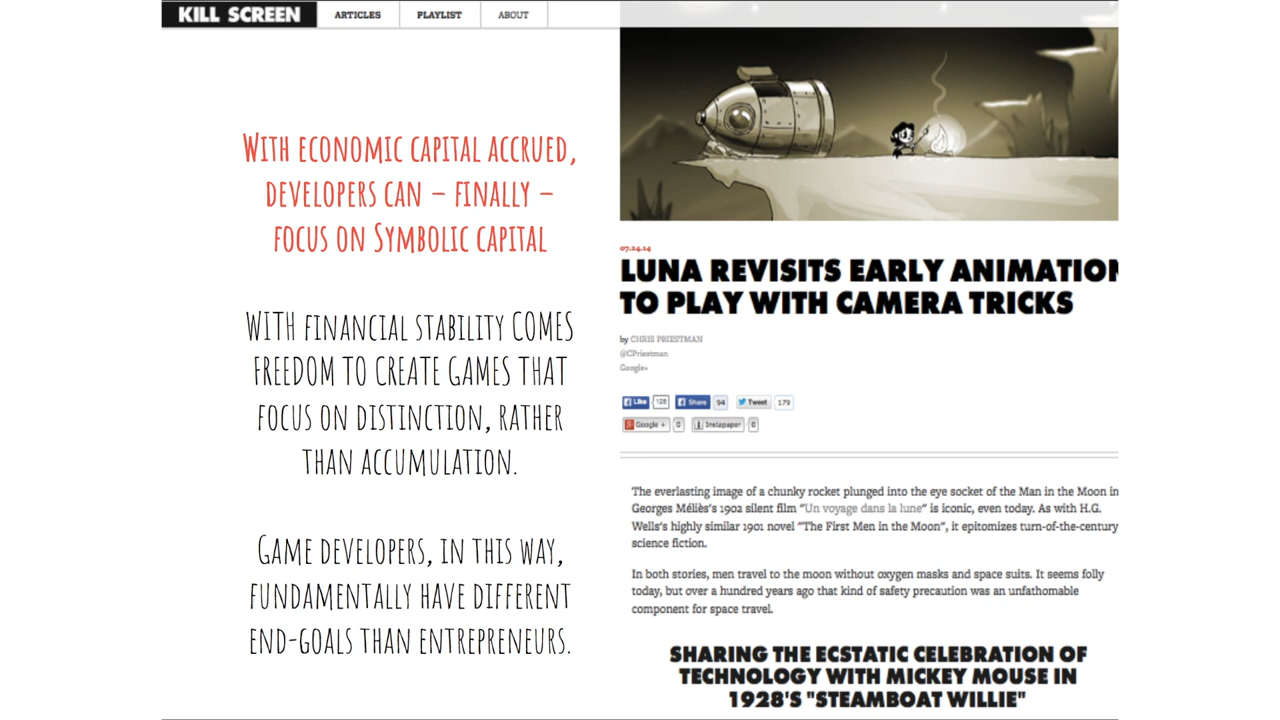 KILL SCREEN
ARTICLES
PLAYLIST
ABOUT
WITH ECONOMIC CAPITAL ACCRUED,
DEVELOPERS CAN – FINALLY –
FOCUS ON SYMBOLIC CAPITAL
WITH FINANCIAL STABILITY COMES
FREEDOM TO CREATE GAMES THAT
FOCUS ON DISTINCTION, RATHER
THAN ACCUMULATION.
GAME DEVELOPERS, IN THIS WAY,
FUNDAMENTALLY HAVE DIFFERENT
END-GOALS THAN ENTREPRENEURS.
07.24.14
LUNA REVISITS EARLY ANIMATION
TO PLAY WITH CAMERA TRICKS
by CHRIS PRIESTMAN
@CPriestman
Google+
Like 128 Share 94 Tweet 179
Google + 0 Instapaper 0
The everlasting image of a chunky rocket plunged into the eye socket of the Man in the Moon in
Georges Méliès's 1902 silent film "Un voyage dans la lune" is iconic, even today. As with H.G.
Wells's highly similar 1901 novel "The First Men in the Moon", it epitomizes turn-of-the-century
science fiction.
In both stories, men travel to the moon without oxygen masks and space suits. It seems folly
today, but over a hundred years ago that kind of safety precaution was an unfathomable
component for space travel.
SHARING THE ECSTATIC CELEBRATION OF
TECHNOLOGY WITH MICKEY MOUSE IN
1928'S "STEAMBOAT WILLIE"